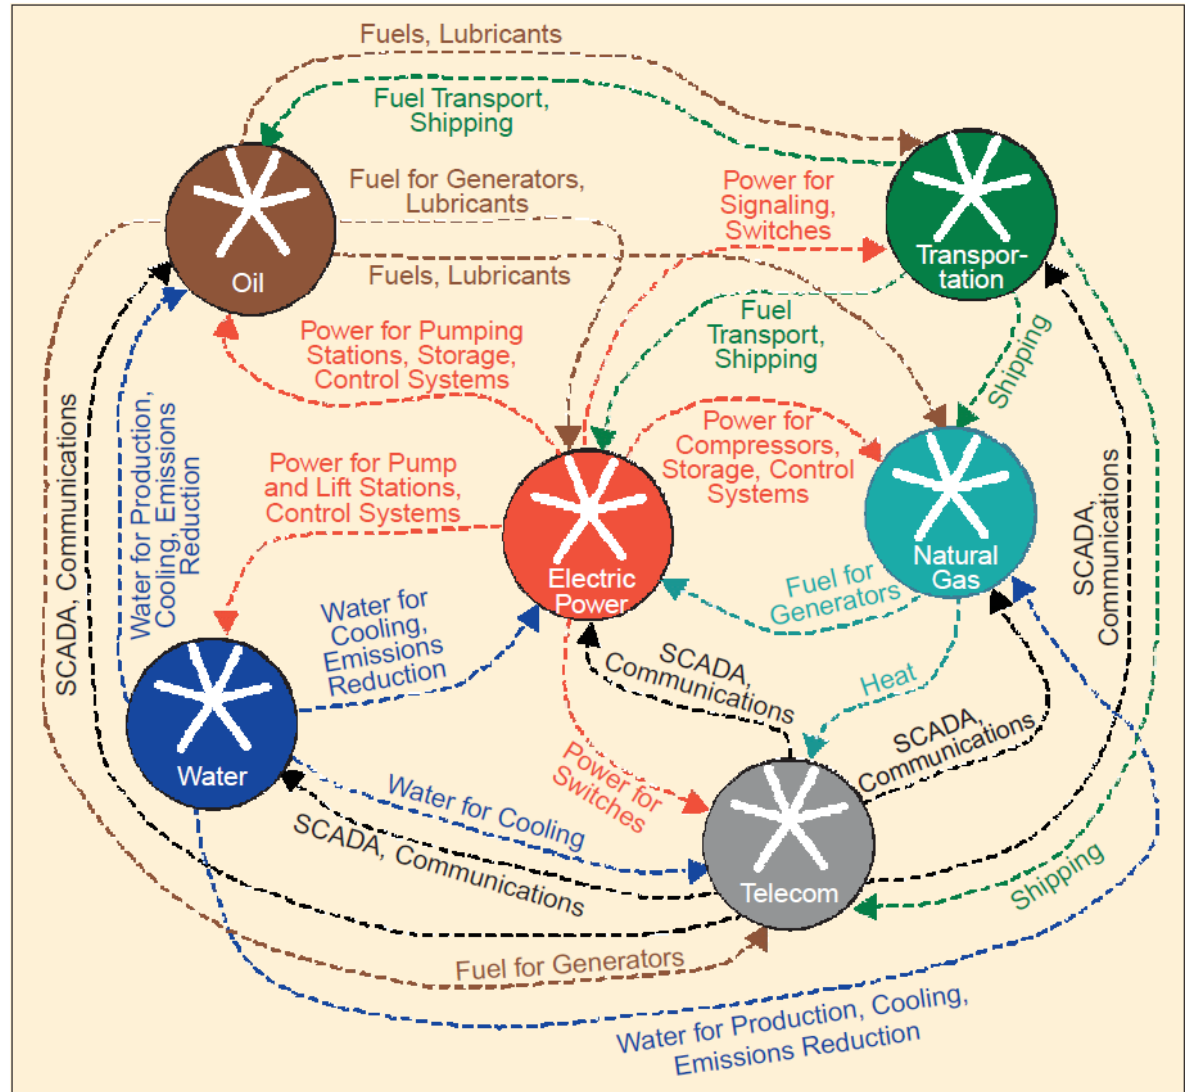 Fuels, Lubricants
Fuel Transport,
Shipping
Fuel for Generators,
Lubricants
Power for
Signaling,
Switches
Transpor-
tation
Oil
Fuels, Lubricants
Power for Pumping
Stations, Storage,
Control Systems
Fuel
Transport,
Shipping
Shipping
SCADA, Communications
Water for Production,
Cooling, Emissions
Reduction
Power for Pump
and Lift Stations,
Control Systems
Power for
Compressors,
Storage, Control
Systems
SCADA,
Communications
Electric
Power
Natural
Gas
Water for
Cooling,
Emissions
Reduction
Fuel for
Generators
SCADA,
Communications
Heat
SCADA,
Communications
Water
Power for
Switches
Water for Cooling
SCADA, Communications
Telecom
Shipping
Fuel for Generators
Water for Production, Cooling,
Emissions Reduction